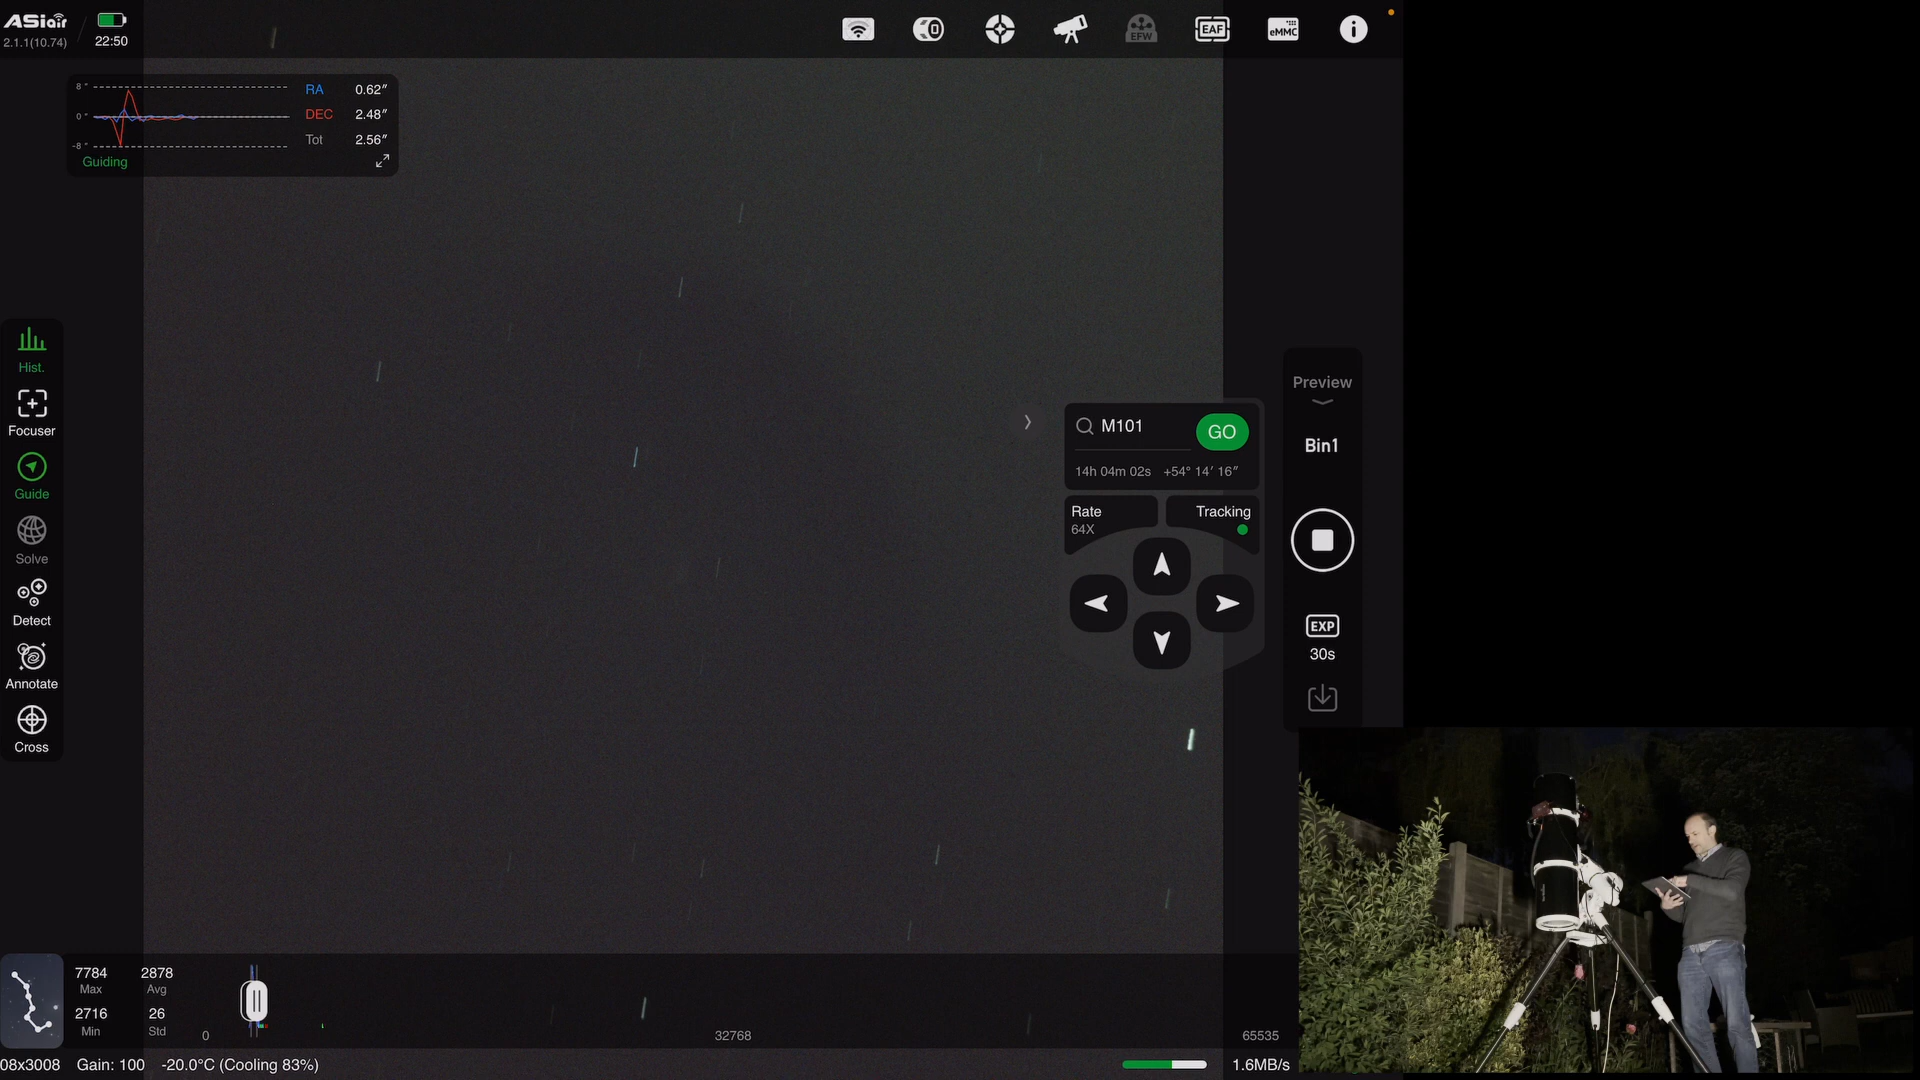 ASiair
2.1.1(10.74)
22:50
EFW
EAF
eMMC
8 "
0 "
-8 "
RA 0.62″
DEC 2.48″
Tot 2.56″
Guiding
Hist.
Focuser
Guide
Solve
Detect
Annotate
Cross
M101
GO
14h 04m 02s +54° 14′ 16″
Rate
64X
Tracking
Preview
Bin1
EXP
30s
7784 2878
Max Avg
2716 26
Min Std
0 32768 65535
08x3008 Gain: 100 -20.0°C (Cooling 83%) 1.6MB/s